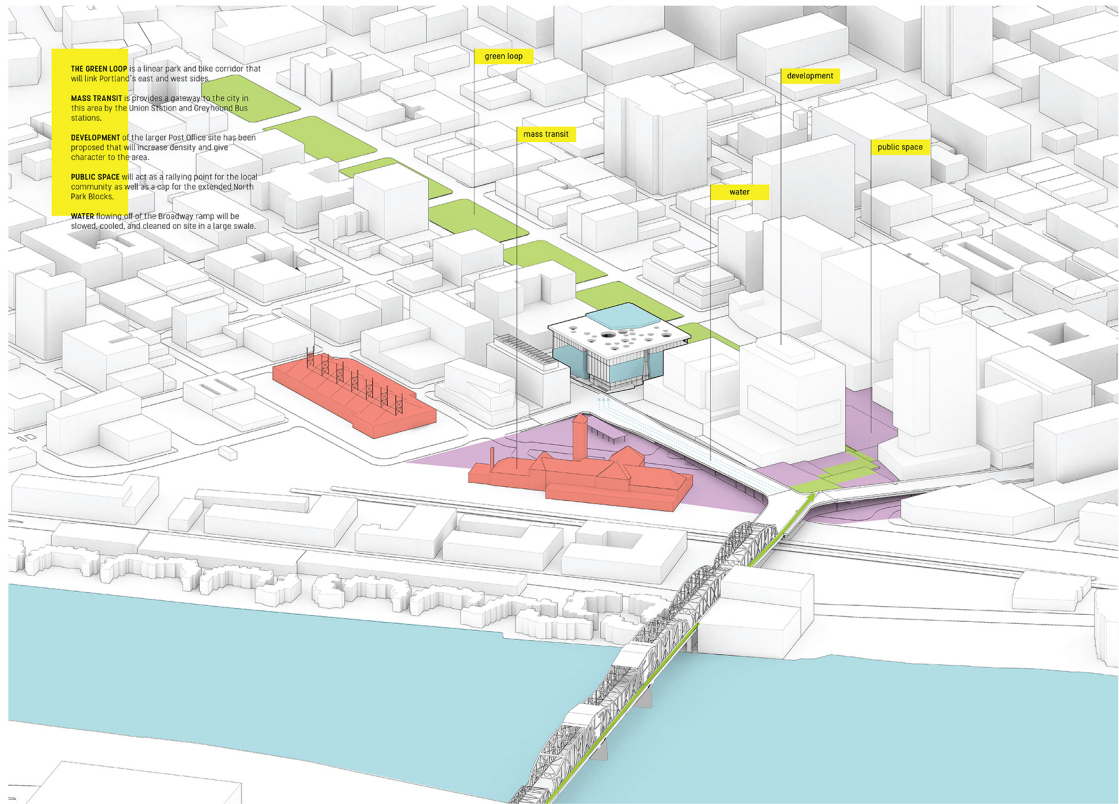 THE GREEN LOOP is a linear park and bike corridor that
will link Portland's east and west sides.
MASS TRANSIT is provides a gateway to the city in
this area by the Union Station and Greyhound Bus
stations.
DEVELOPMENT of the larger Post Office site has been
proposed that will increase density and give
character to the area.
PUBLIC SPACE will act as a rallying point for the local
community as well as a cap for the extended North
Park Blocks.
WATER flowing off of the Broadway ramp will be
slowed, cooled, and cleaned on site in a large swale.
green loop
development
mass transit
public space
water